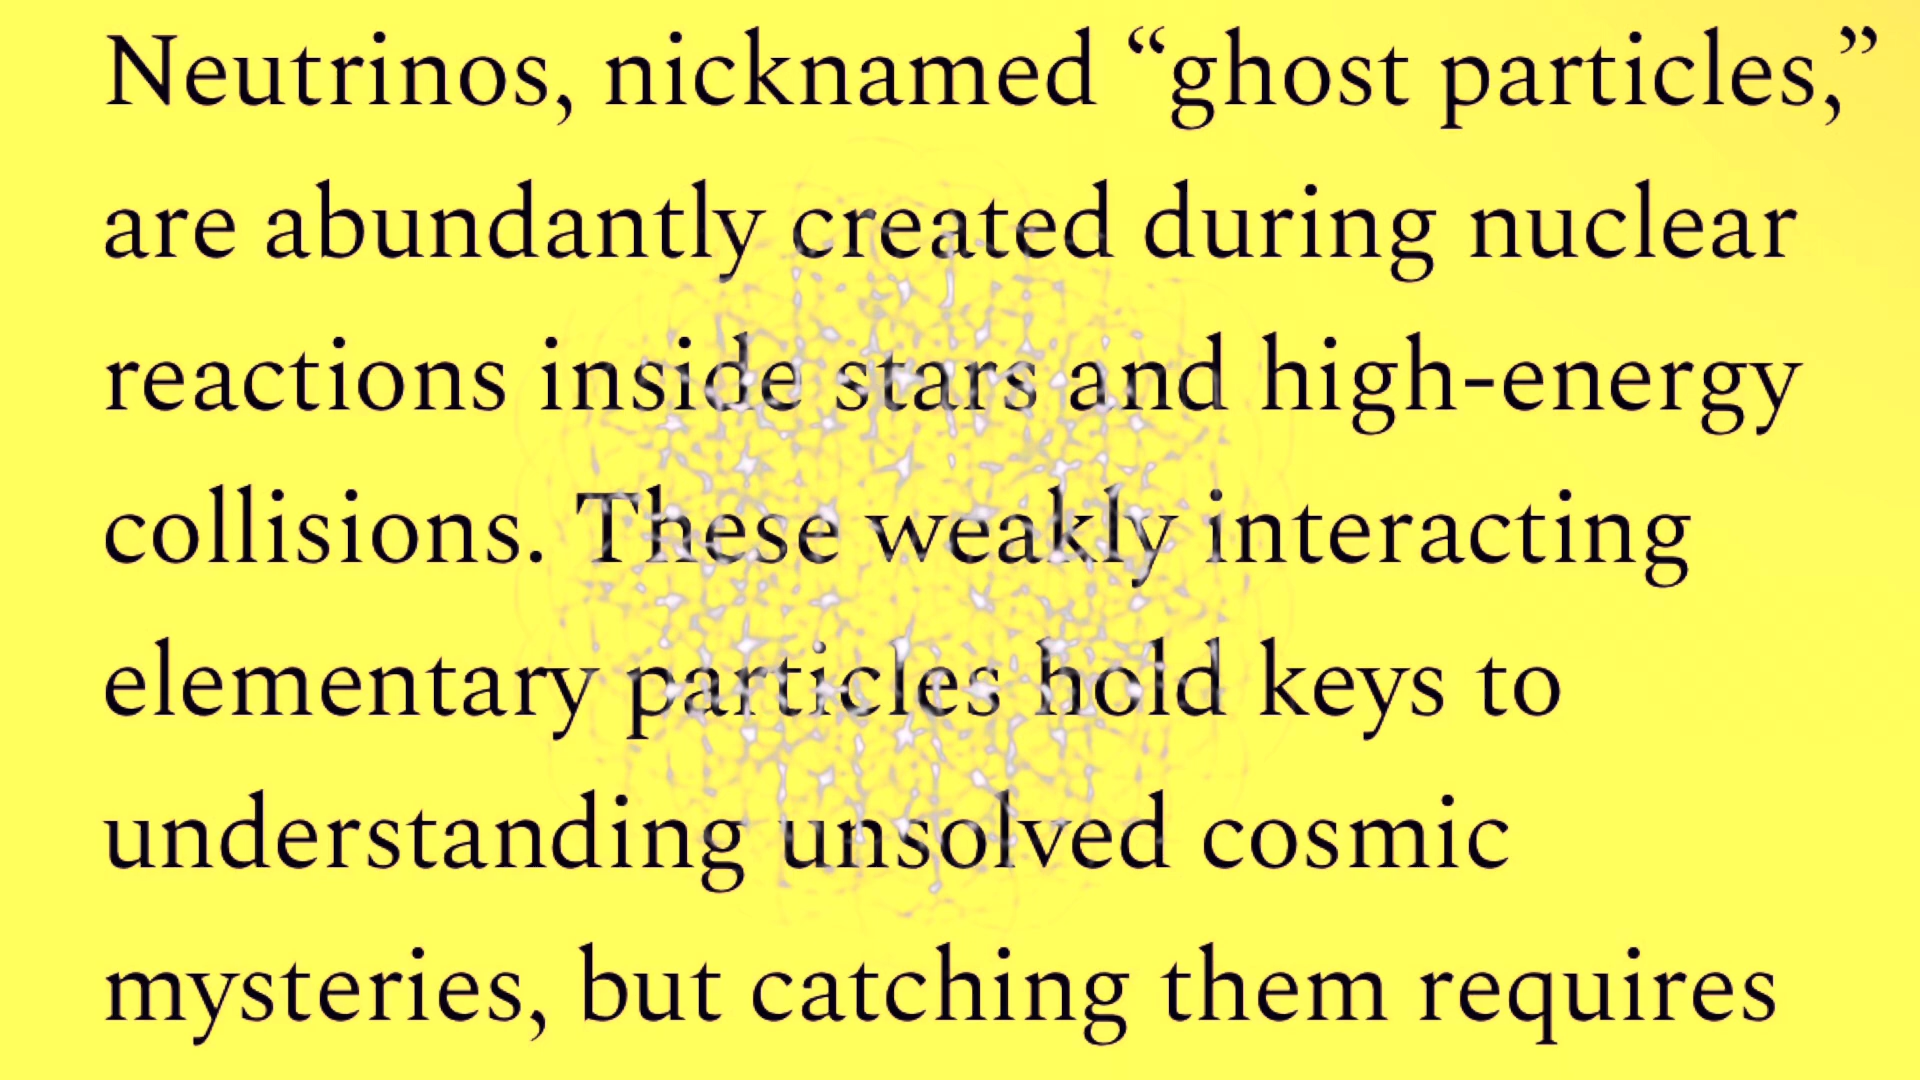 Neutrinos, nicknamed “ghost particles,”
are abundantly created during nuclear
reactions inside stars and high-energy
collisions. These weakly interacting
elementary particles hold keys to
understanding unsolved cosmic
mysteries, but catching them requires